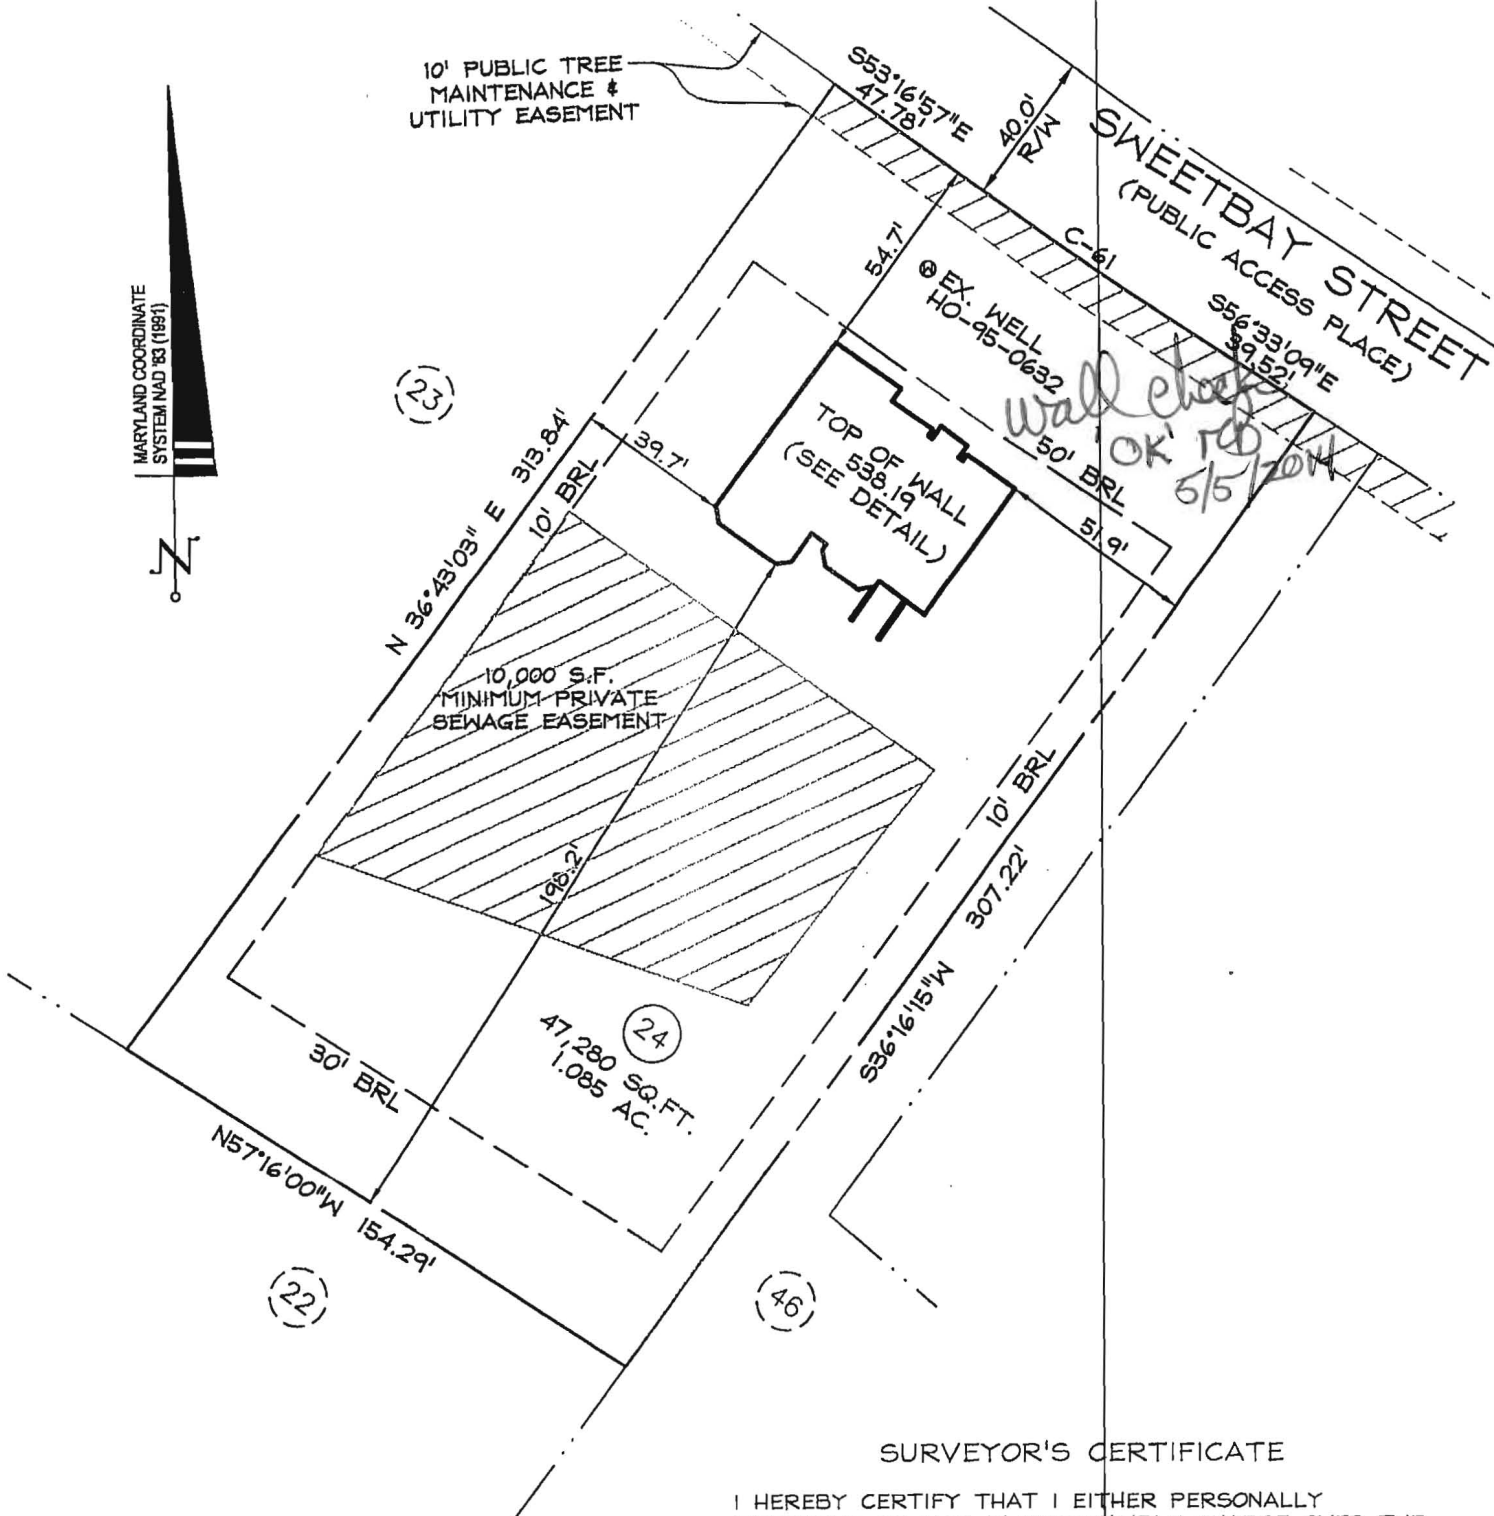 10' PUBLIC TREE
MAINTENANCE &
UTILITY EASEMENT
S53°16'57"E
47.78'
40.0'
R/W
SWEETBAY STREET
(PUBLIC ACCESS PLACE)
C-61
S56°33'09"E
39.52'
MARYLAND COORDINATE
SYSTEM NAD '83 (1991)
N
23
54.7'
W EX. WELL
HO-95-0632
wall check
'OK'
5/5/2014
50' BRL
TOP OF WALL
538.19
(SEE DETAIL)
39.7'
51.9'
N 36°43'03" E 313.84'
10' BRL
10,000 S.F.
MINIMUM PRIVATE
SEWAGE EASEMENT
198.2'
10' BRL
S36°16'15"W 307.22'
24
47,280 SQ.FT.
1.085 AC.
30' BRL
N57°16'00"W 154.29'
22
46
SURVEYOR'S CERTIFICATE
I HEREBY CERTIFY THAT I EITHER PERSONALLY